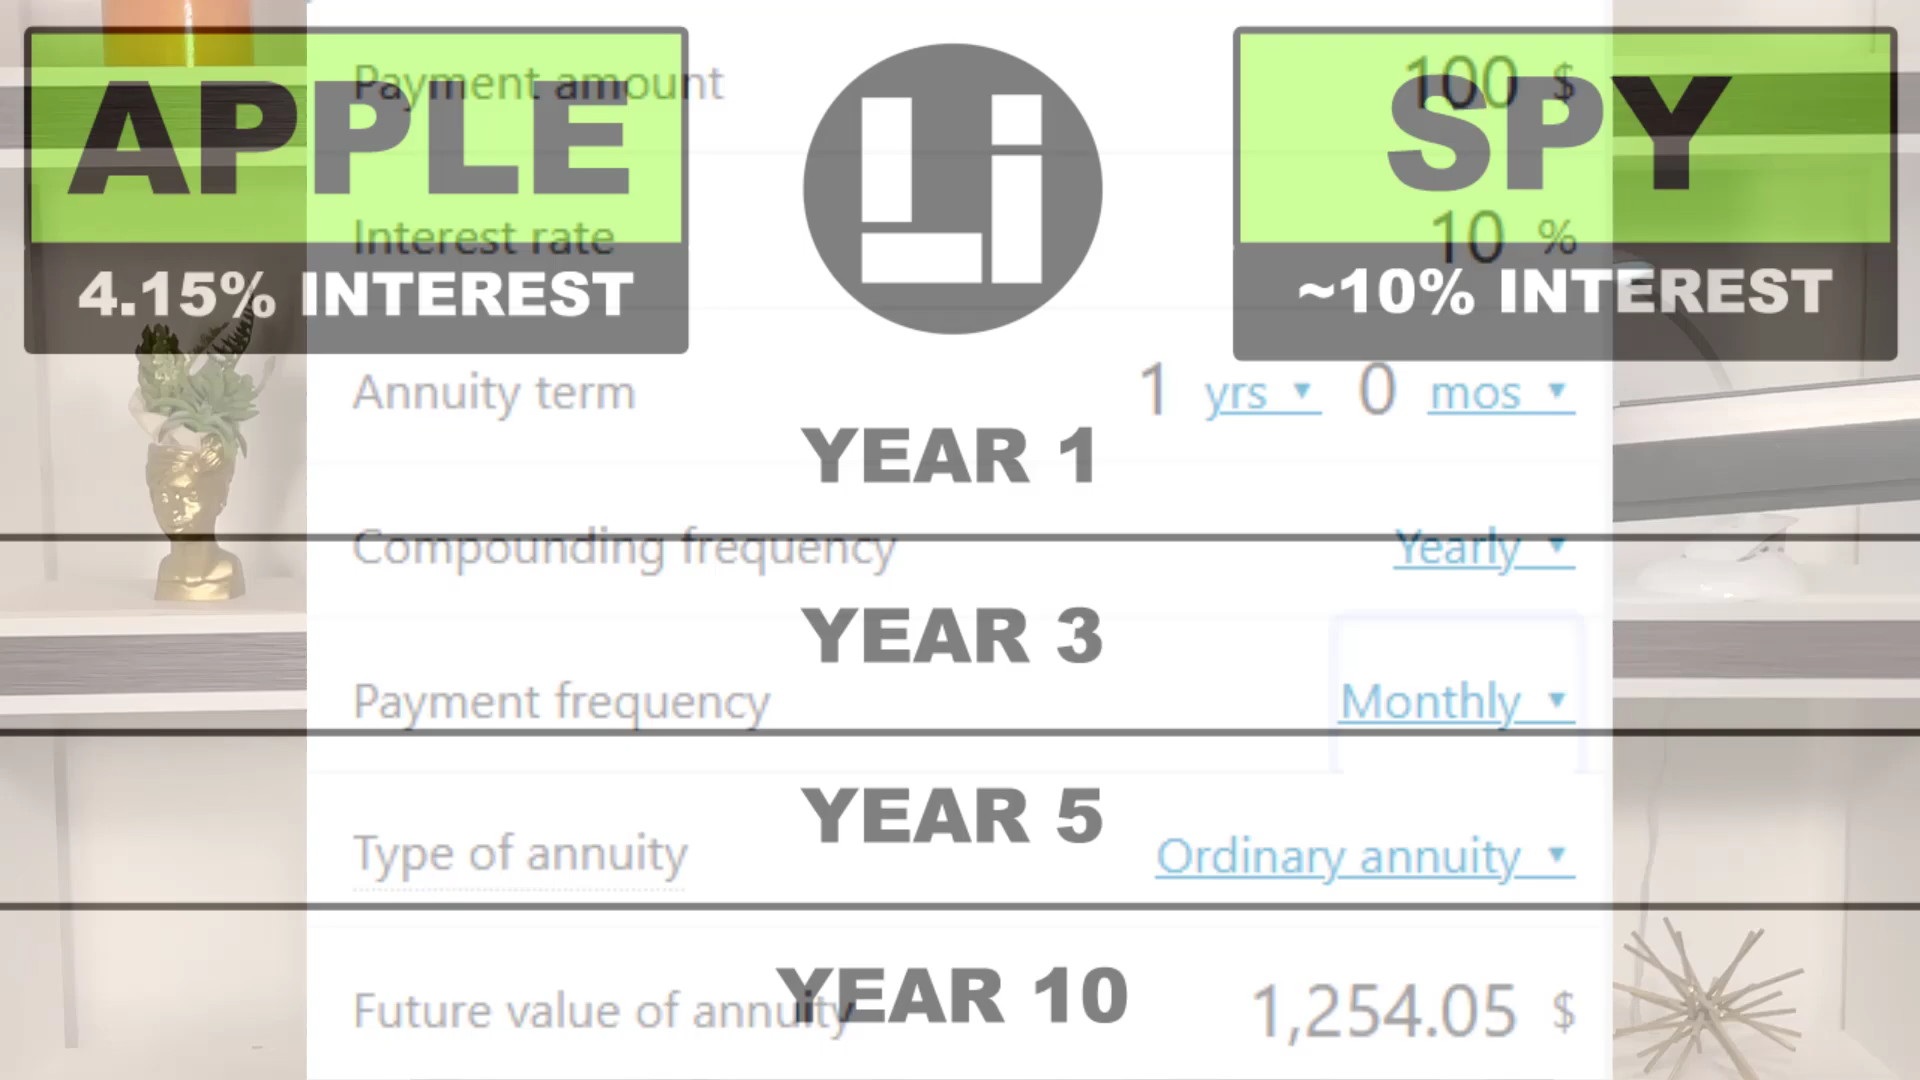 APPLE
4.15% INTEREST
Li
SPY
~10% INTEREST
Payment amount
100 $
Interest rate
10 %
Annuity term
1 yrs 0 mos
YEAR 1
Compounding frequency
Yearly
YEAR 3
Payment frequency
Monthly
YEAR 5
Type of annuity
Ordinary annuity
YEAR 10
Future value of annuity
1,254.05 $